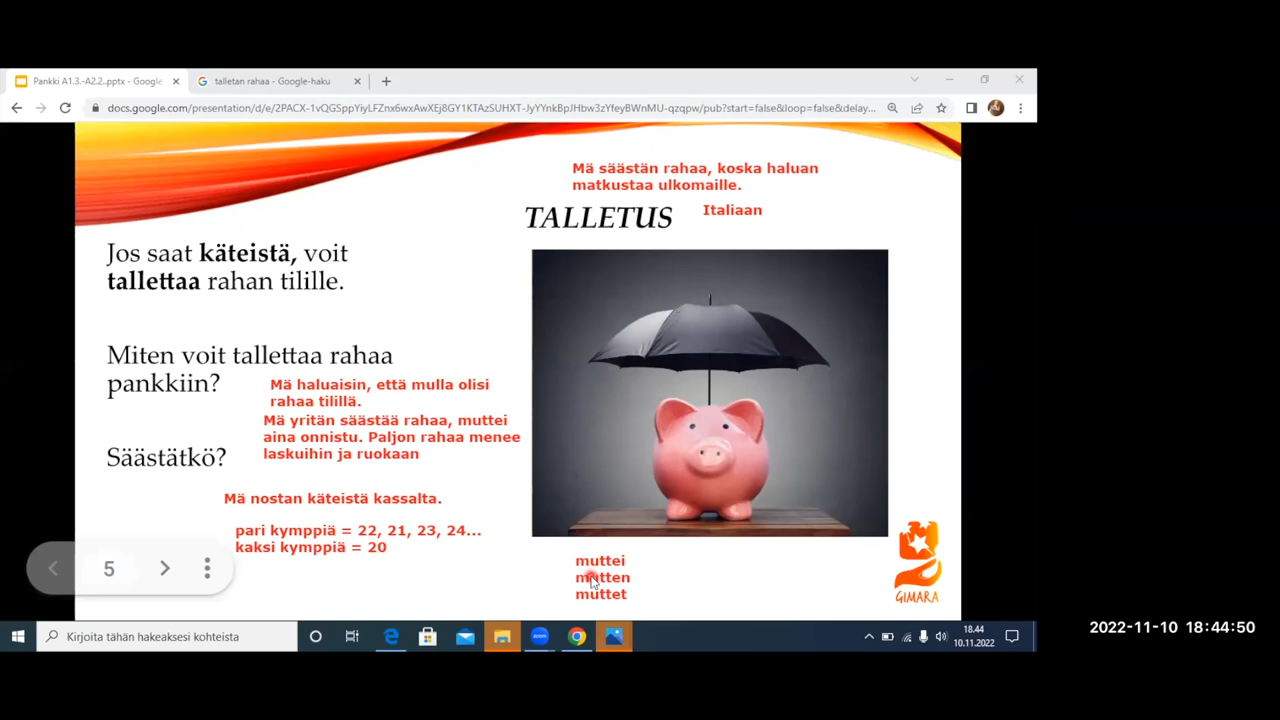 Pankki A1.3.-A2.2..pptx - Google
talletan rahaa - Google-haku
docs.google.com/presentation/d/e/2PACX-1vQGSppYiyLFZnx6wxAwXEj8GY1KTAzSUHXT-JyYNnkBpJHbw3zYfeyBWnMU-qzqpw/pub?start=false&loop=false&delay...
Mä säästän rahaa, koska haluan
matkustaa ulkomaille.
TALLETUS
Italiaan
Jos saat käteistä, voit
tallettaa rahan tilille.
Miten voit tallettaa rahaa
pankkiin?
Mä haluaisin, että mulla olisi
rahaa tilillä.
Mä yritän säästää rahaa, muttei
aina onnistu. Paljon rahaa menee
laskuihin ja ruokaan
Säästätkö?
Mä nostan käteistä kassalta.
pari kymppiä = 22, 21, 23, 24...
kaksi kymppiä = 20
muttei
mutten
muttet
GIMARA
5
Kirjoita tähän hakeaksesi kohteista
zoom
18.44
10.11.2022
2022-11-10 18:44:50